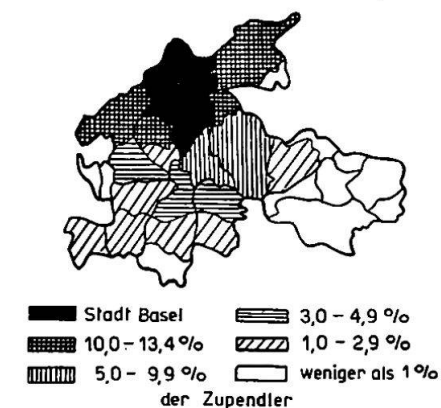 Stadt Basel
3,0 – 4,9 %
10,0 – 13,4 %
1,0 – 2,9 %
5,0 – 9,9 %
weniger als 1%
der Zupendler